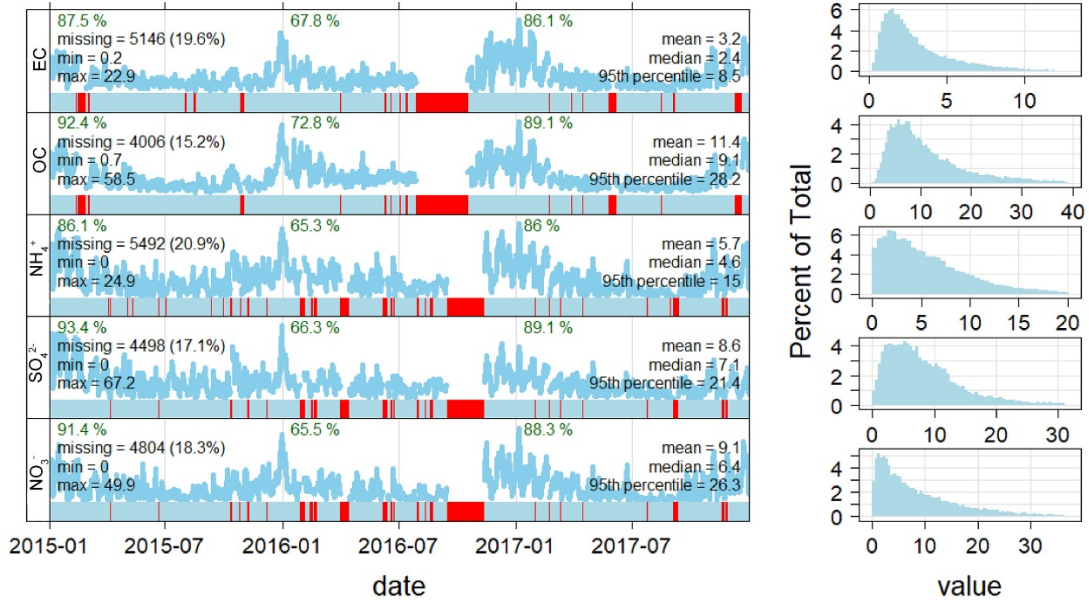 EC
87.5 %
67.8 %
86.1 %
missing = 5146 (19.6%)
min = 0.2
max = 22.9
mean = 3.2
median = 2.4
95th percentile = 8.5
OC
92.4 %
72.8 %
89.1 %
missing = 4006 (15.2%)
min = 0.7
max = 58.5
mean = 11.4
median = 9.1
95th percentile = 28.2
NH₄⁺
86.1 %
65.3 %
86 %
missing = 5492 (20.9%)
min = 0
max = 24.9
mean = 5.7
median = 4.6
95th percentile = 15
SO₄²⁻
93.4 %
66.3 %
89.1 %
missing = 4498 (17.1%)
min = 0
max = 67.2
mean = 8.6
median = 7.1
95th percentile = 21.4
NO₃⁻
91.4 %
65.5 %
88.3 %
missing = 4804 (18.3%)
min = 0
max = 49.9
mean = 9.1
median = 6.4
95th percentile = 26.3
2015-01 2015-07 2016-01 2016-07 2017-01 2017-07
date
Percent of Total
6
4
2
0
0 5 10
4
2
0
0 10 20 30 40
6
4
2
0
0 5 10 15 20
4
2
0
0 10 20 30
4
2
0
0 10 20 30
value